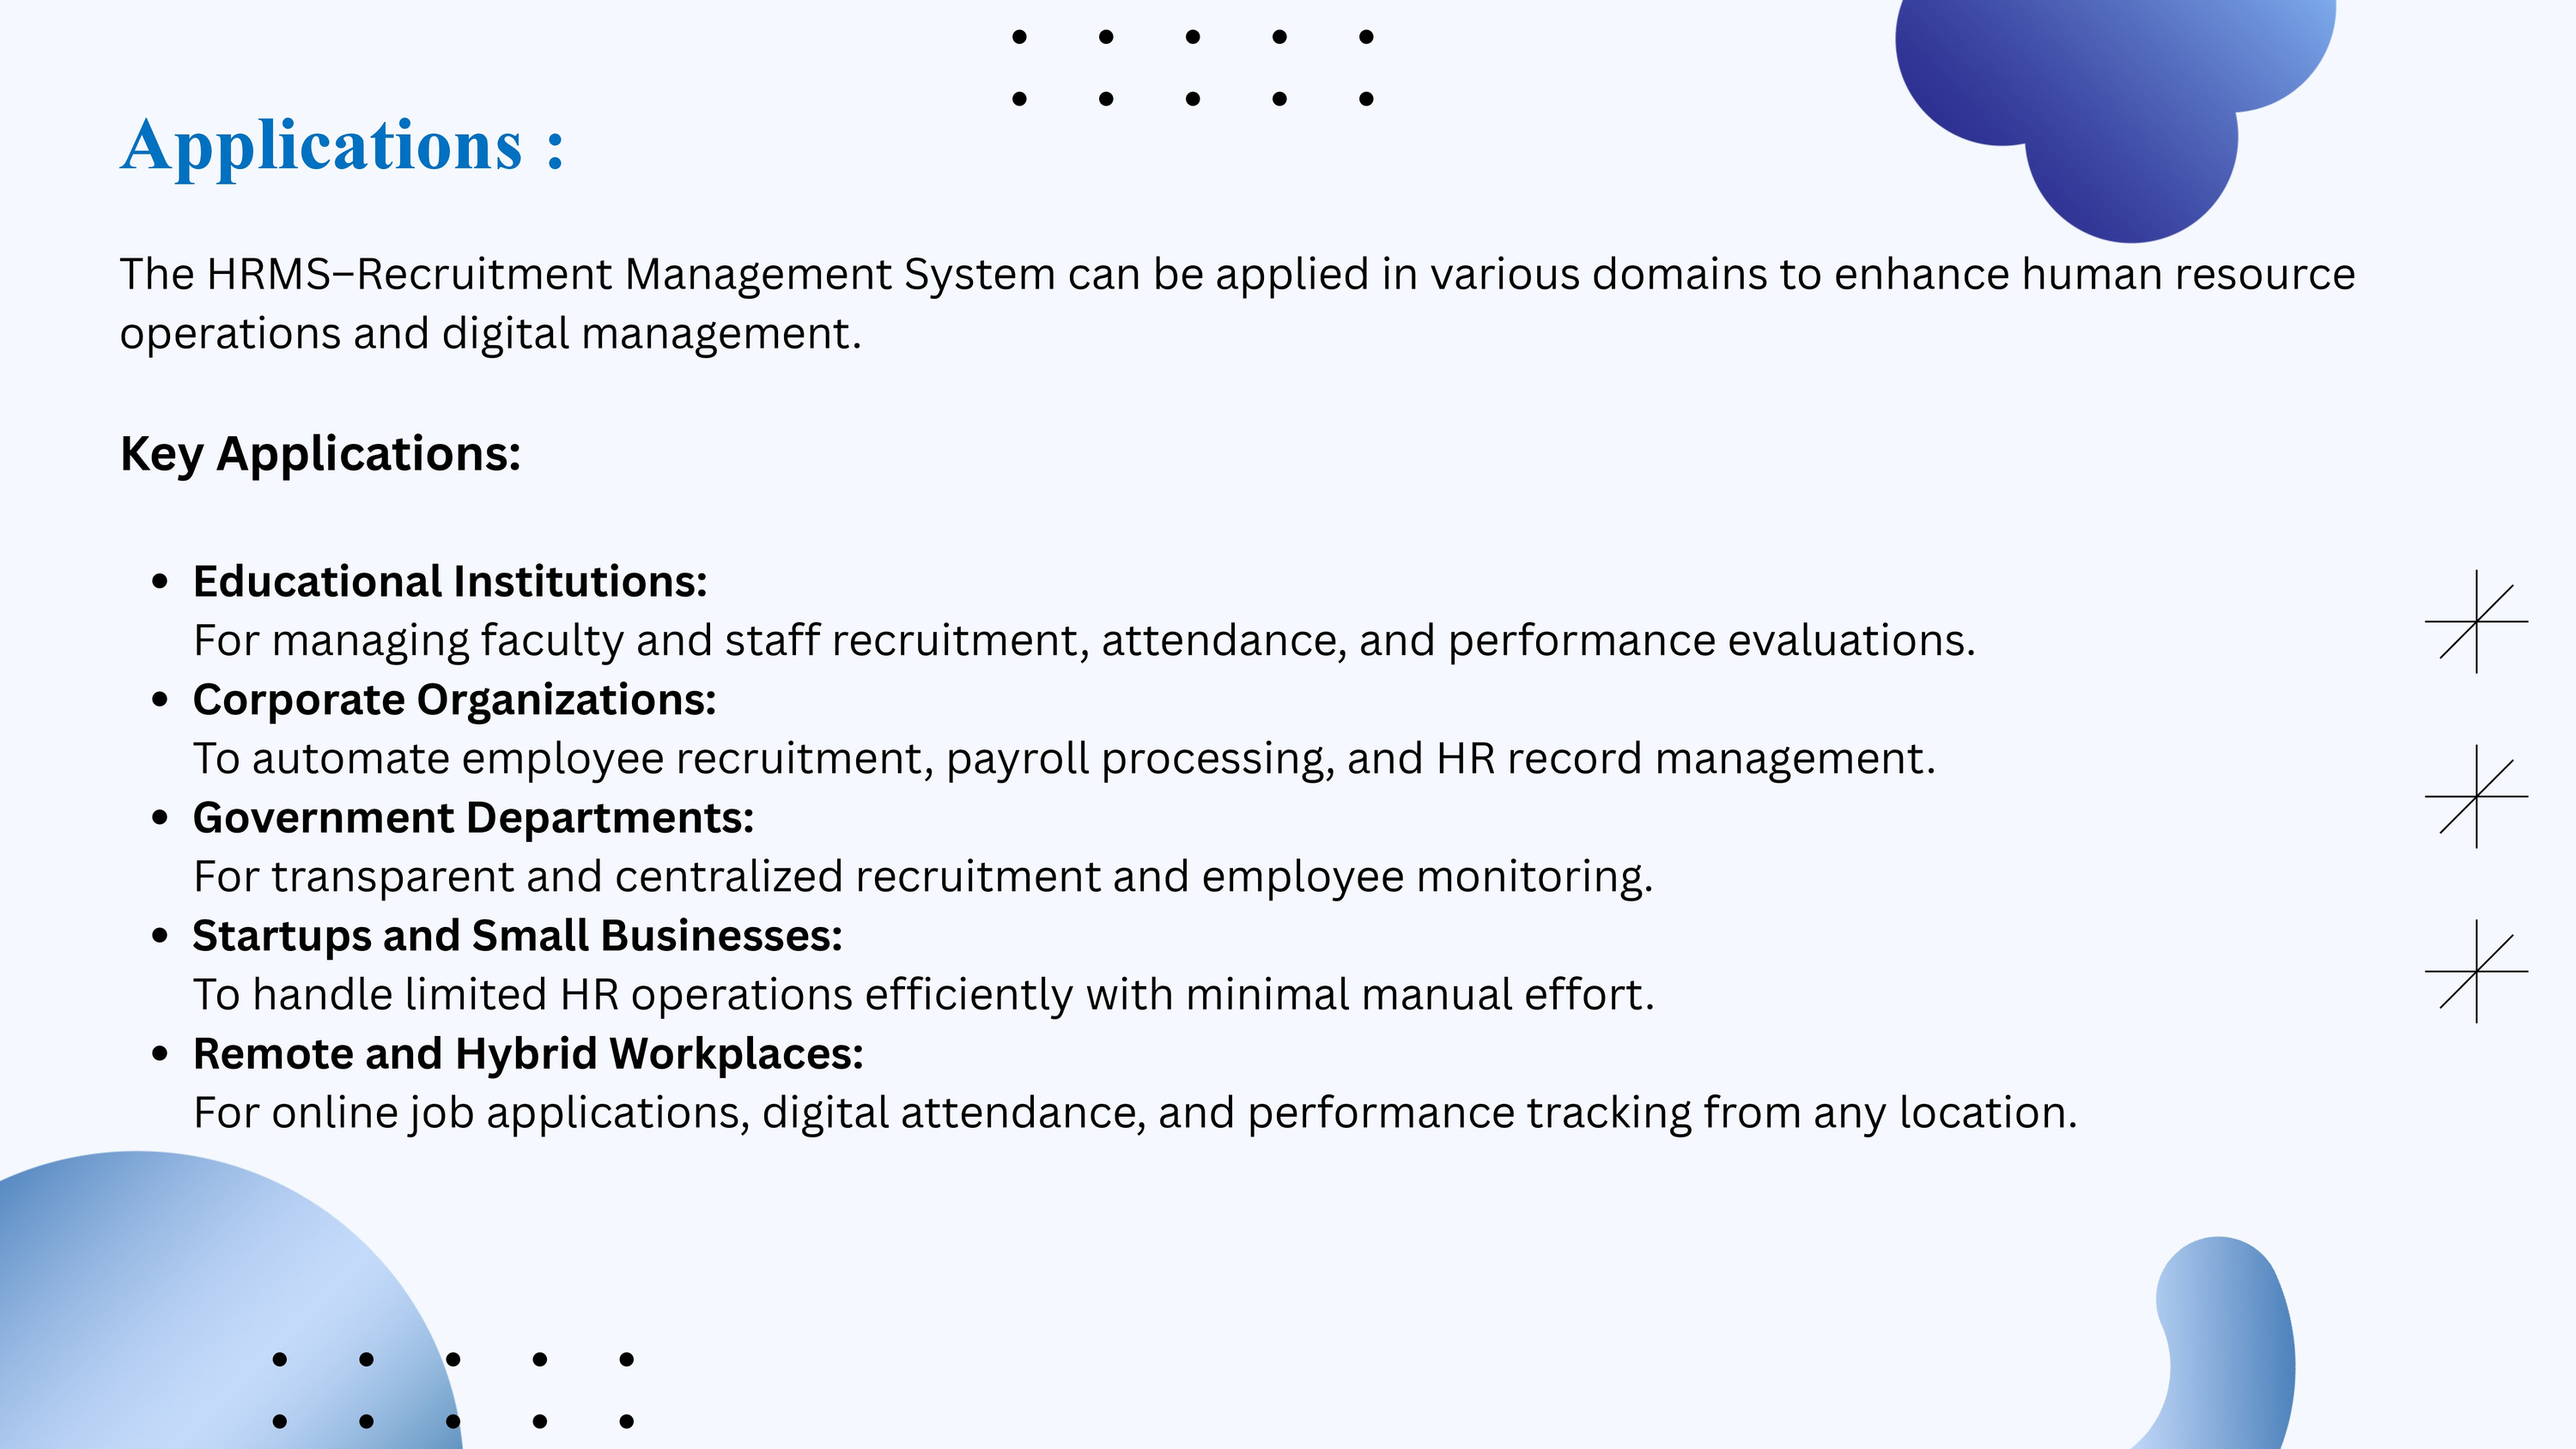 Applications :
The HRMS–Recruitment Management System can be applied in various domains to enhance human resource
operations and digital management.
Key Applications:
• Educational Institutions:
For managing faculty and staff recruitment, attendance, and performance evaluations.
• Corporate Organizations:
To automate employee recruitment, payroll processing, and HR record management.
• Government Departments:
For transparent and centralized recruitment and employee monitoring.
• Startups and Small Businesses:
To handle limited HR operations efficiently with minimal manual effort.
• Remote and Hybrid Workplaces:
For online job applications, digital attendance, and performance tracking from any location.